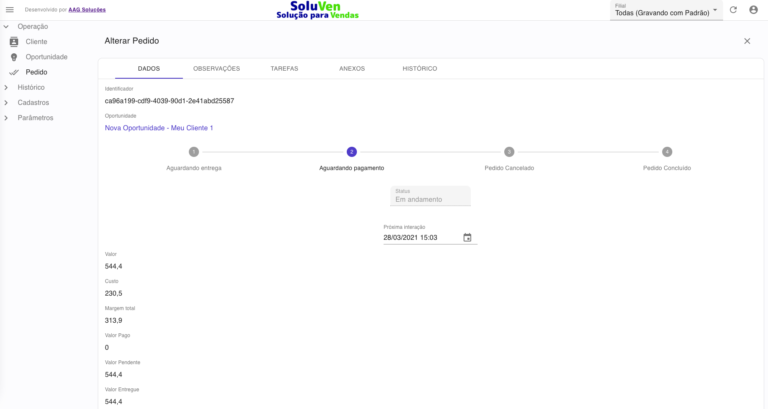 Desenvolvido por AAG Soluções
SoluVen
Solução para Vendas
Filial
Todas (Gravando com Padrão)
Operação
Cliente
Oportunidade
Pedido
Histórico
Cadastros
Parâmetros
Alterar Pedido
DADOS OBSERVAÇÕES TAREFAS ANEXOS HISTÓRICO
Identificador
ca96a199-cdf9-4039-90d1-2e41abd25587
Oportunidade
Nova Oportunidade - Meu Cliente 1
1 2 3 4
Aguardando entrega Aguardando pagamento Pedido Cancelado Pedido Concluído
Status
Em andamento
Próxima interação
28/03/2021 15:03
Valor
544,4
Custo
230,5
Margem total
313,9
Valor Pago
0
Valor Pendente
544,4
Valor Entregue
544,4